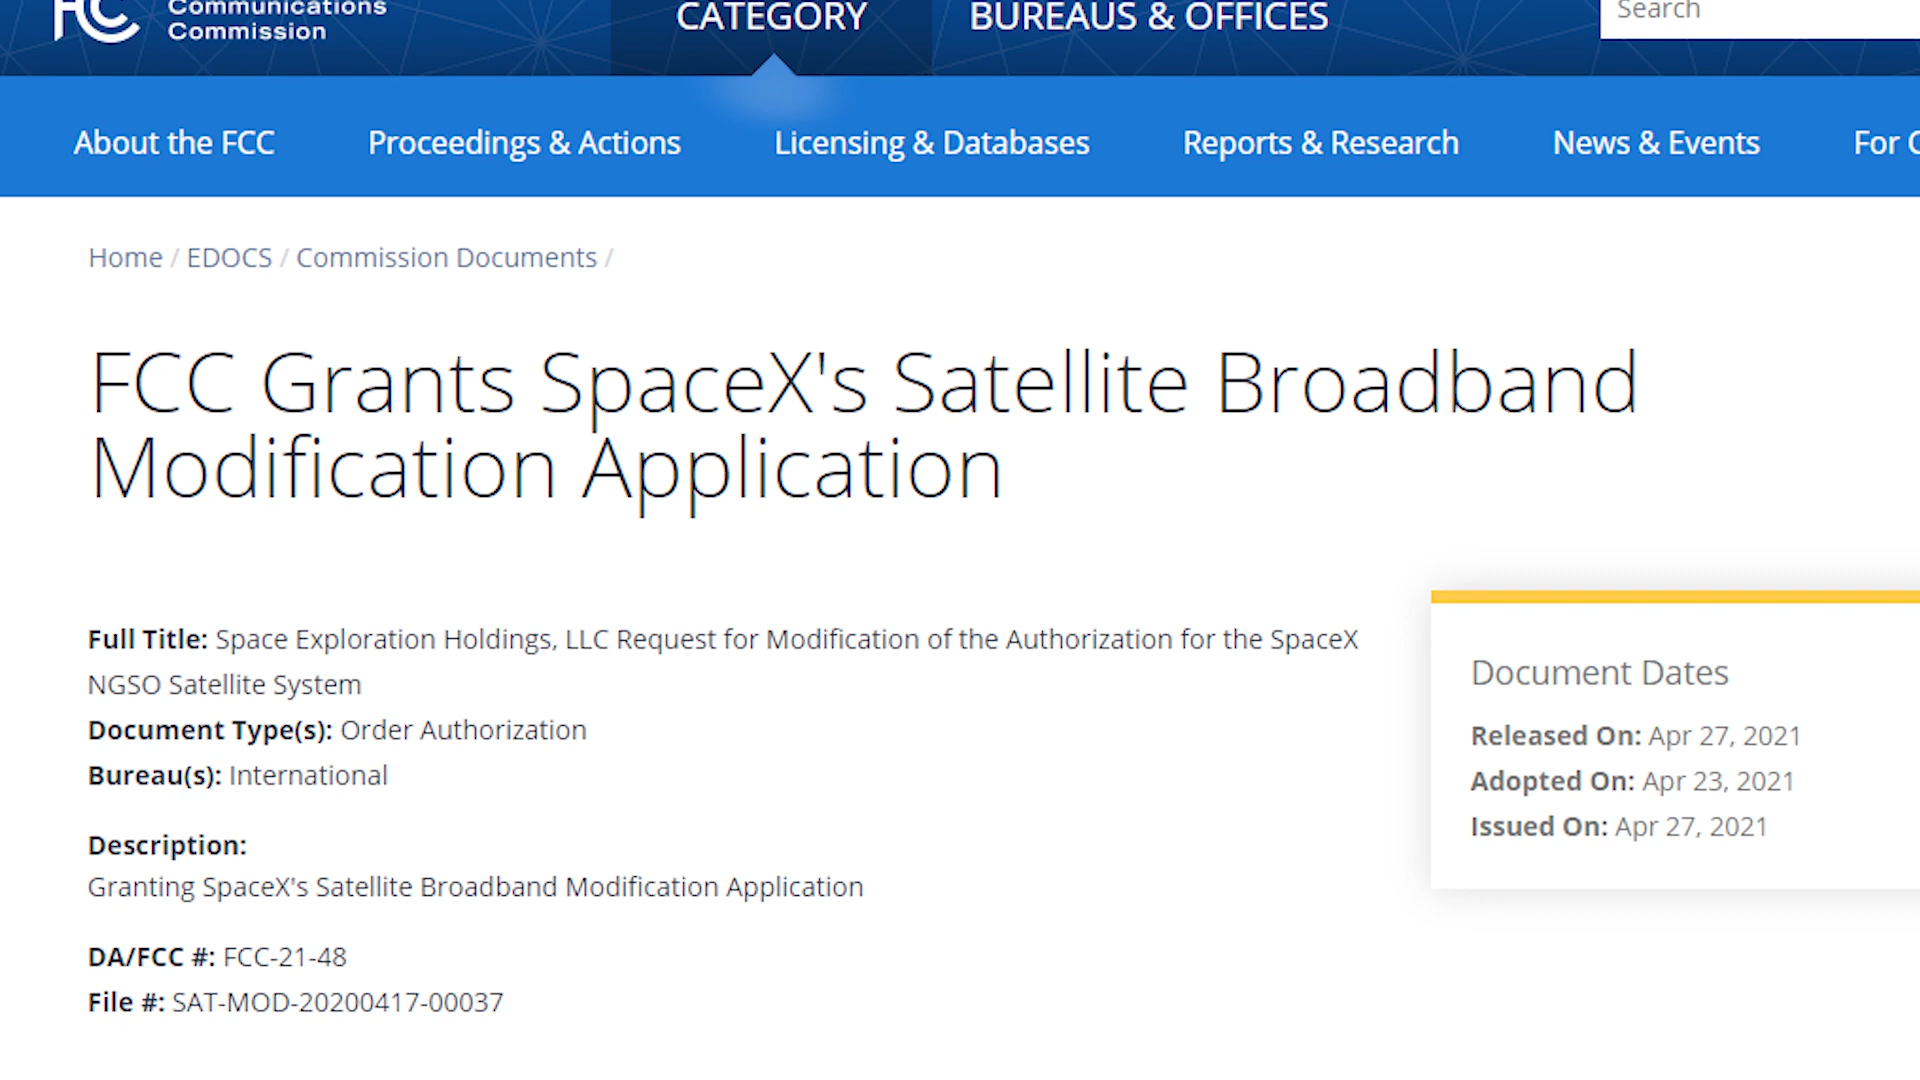 FCC Communications
Commission
CATEGORY
BUREAUS & OFFICES
Search
About the FCC
Proceedings & Actions
Licensing & Databases
Reports & Research
News & Events
For
Home / EDOCS / Commission Documents /
FCC Grants SpaceX's Satellite Broadband
Modification Application
Full Title: Space Exploration Holdings, LLC Request for Modification of the Authorization for the SpaceX
NGSO Satellite System
Document Type(s): Order Authorization
Bureau(s): International
Description:
Granting SpaceX's Satellite Broadband Modification Application
DA/FCC #: FCC-21-48
File #: SAT-MOD-20200417-00037
Document Dates
Released On: Apr 27, 2021
Adopted On: Apr 23, 2021
Issued On: Apr 27, 2021